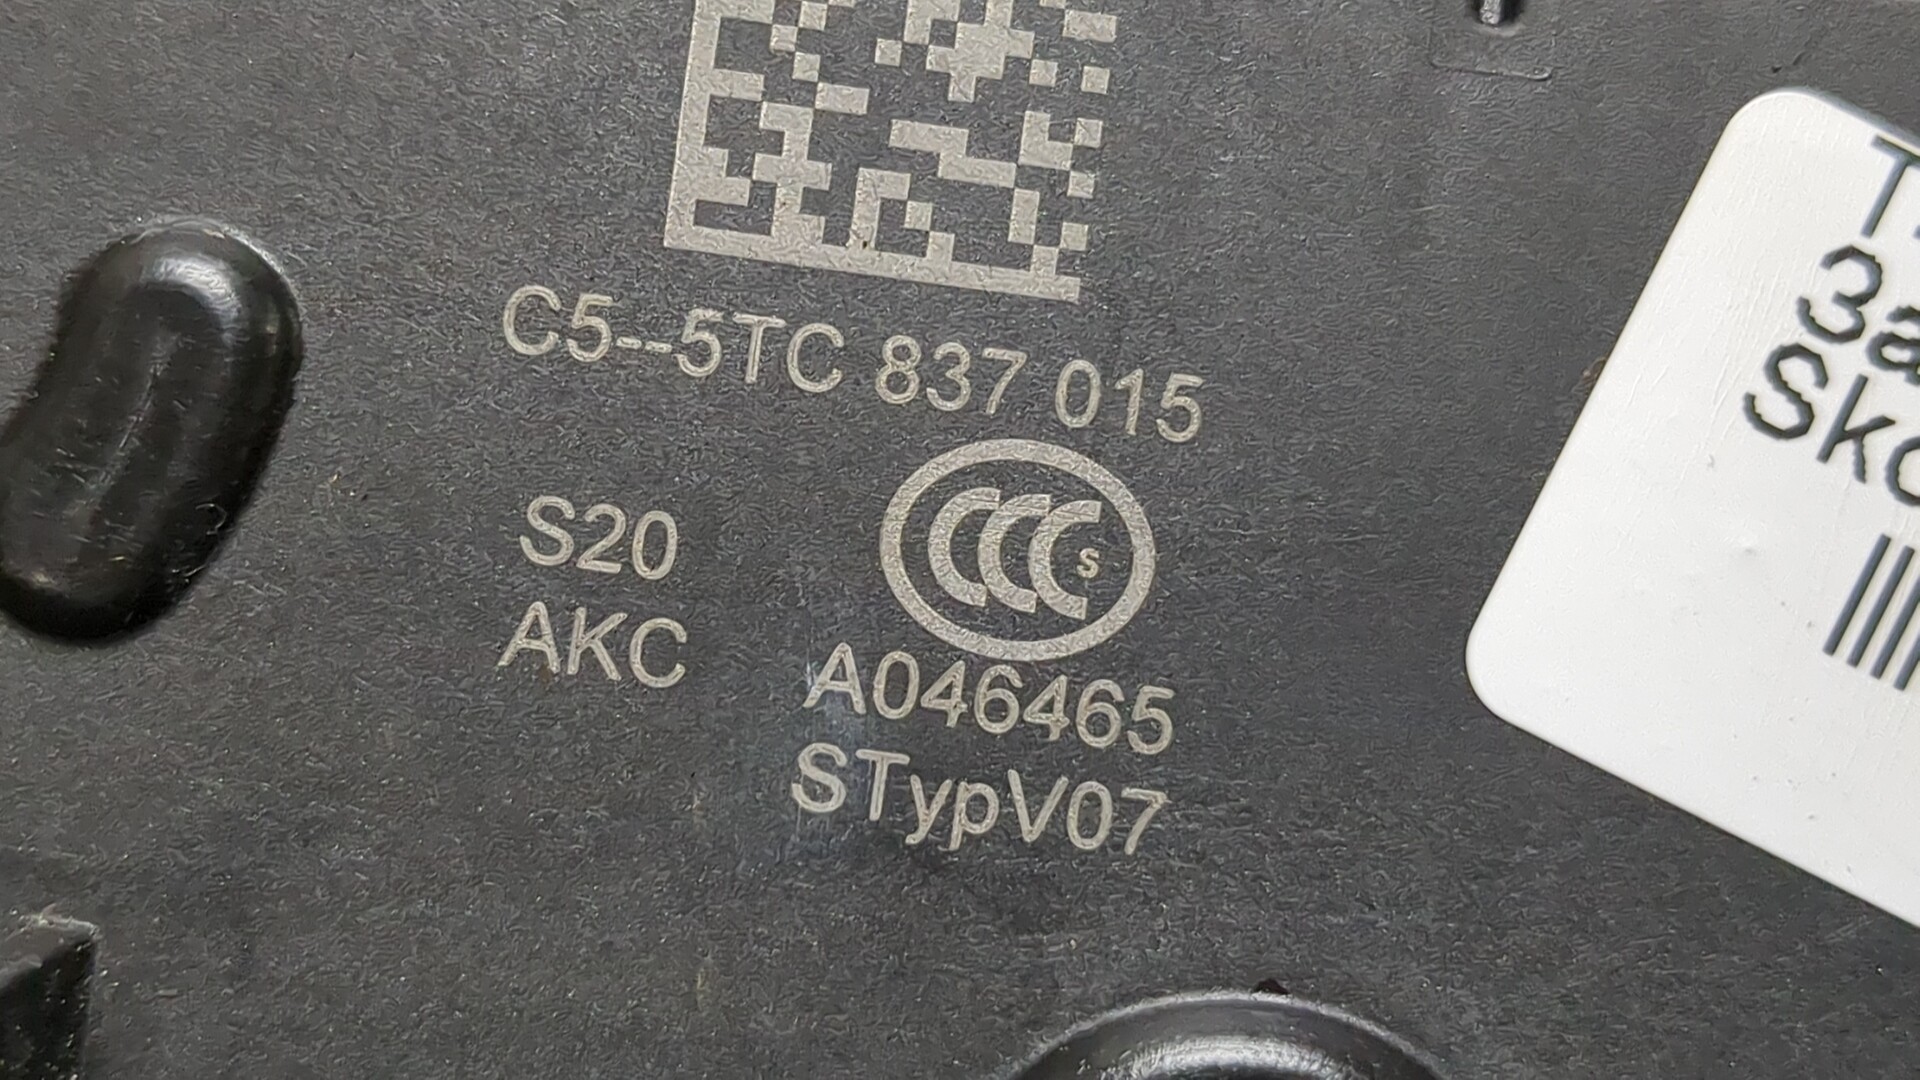 C5--5TC 837 015
S20
AKC
CCC S
A046465
STypV07